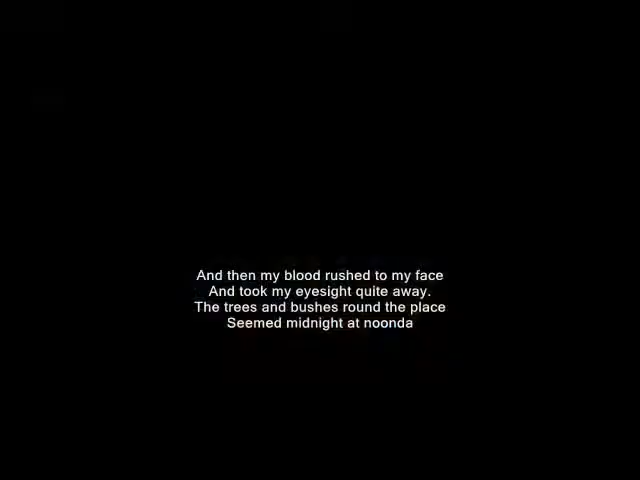 And then my blood rushed to my face
And took my eyesight quite away.
The trees and bushes round the place
Seemed midnight at noonda